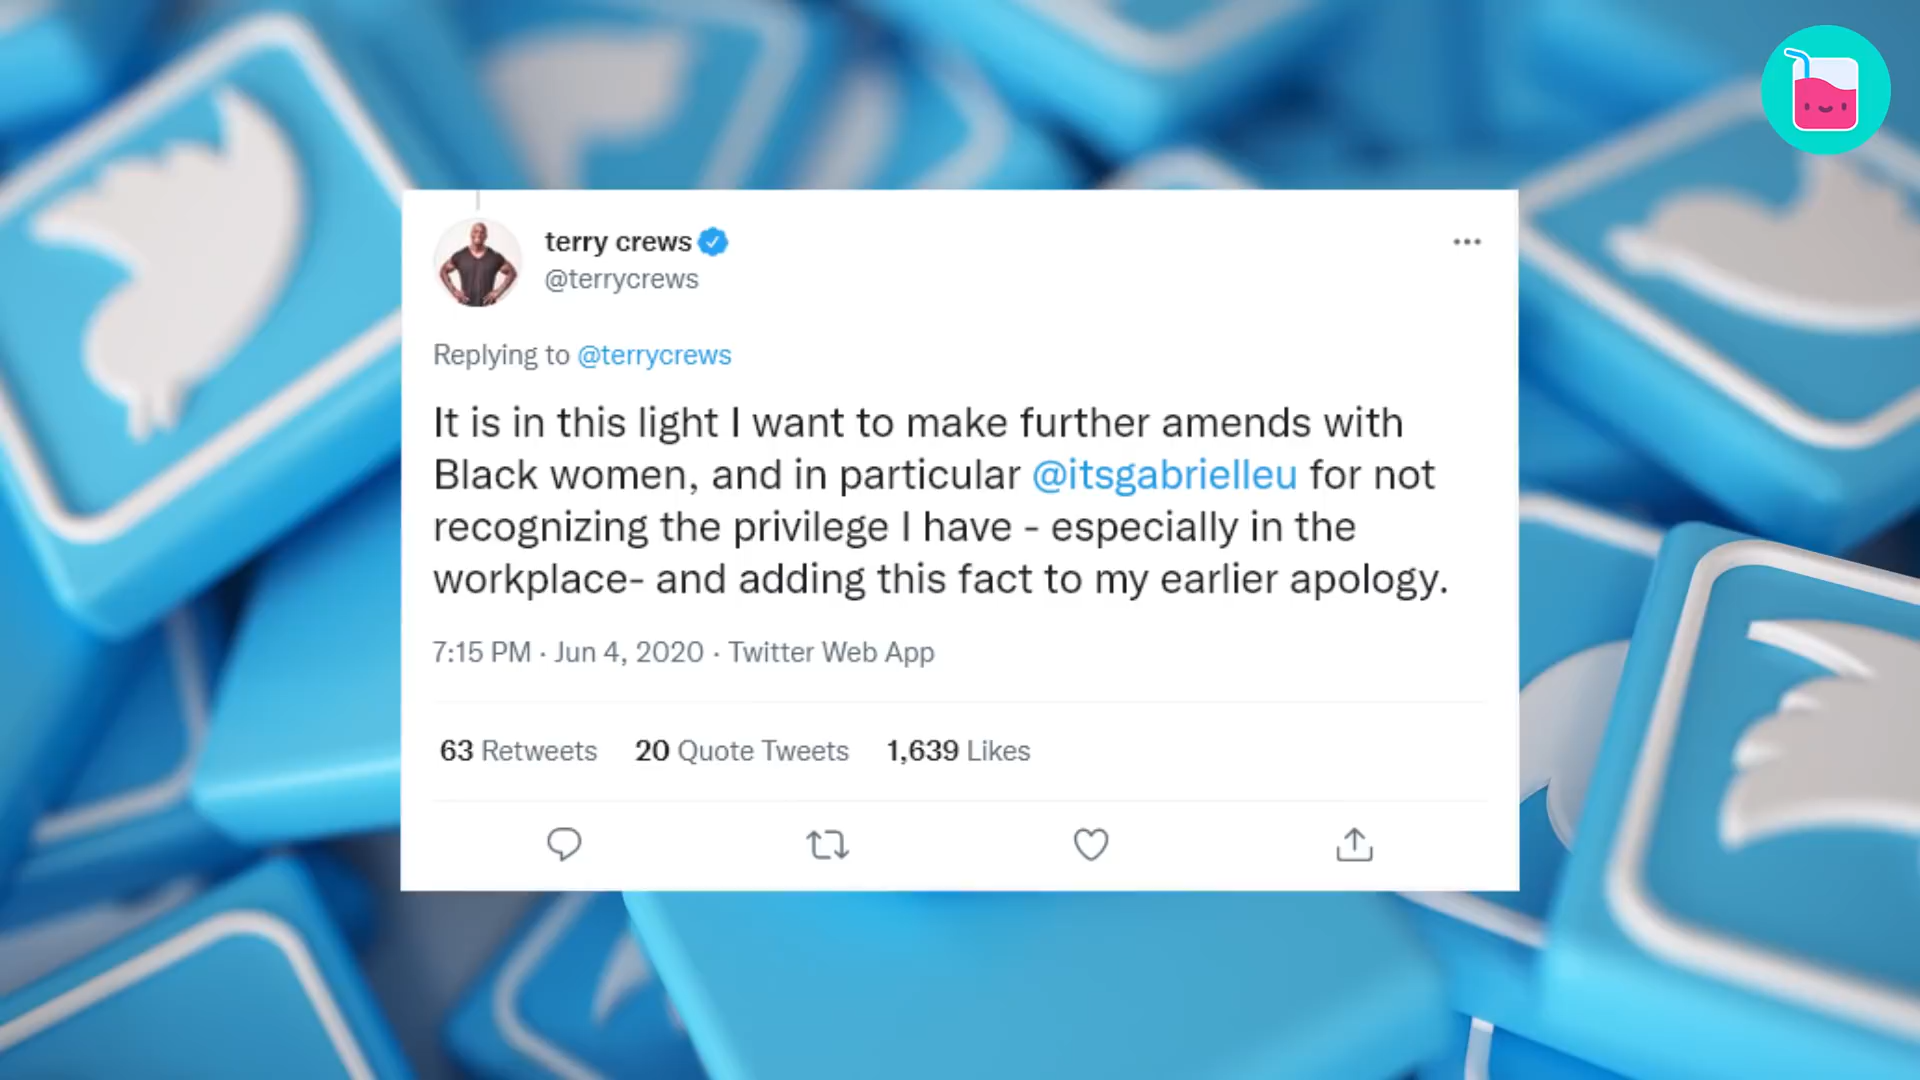 terry crews
@terrycrews
Replying to @terrycrews
It is in this light I want to make further amends with
Black women, and in particular @itsgabrielleu for not
recognizing the privilege I have - especially in the
workplace- and adding this fact to my earlier apology.
7:15 PM · Jun 4, 2020 · Twitter Web App
63 Retweets 20 Quote Tweets 1,639 Likes